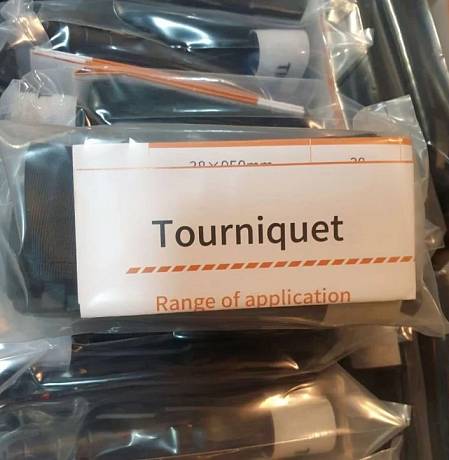 Tourniquet
Range of application